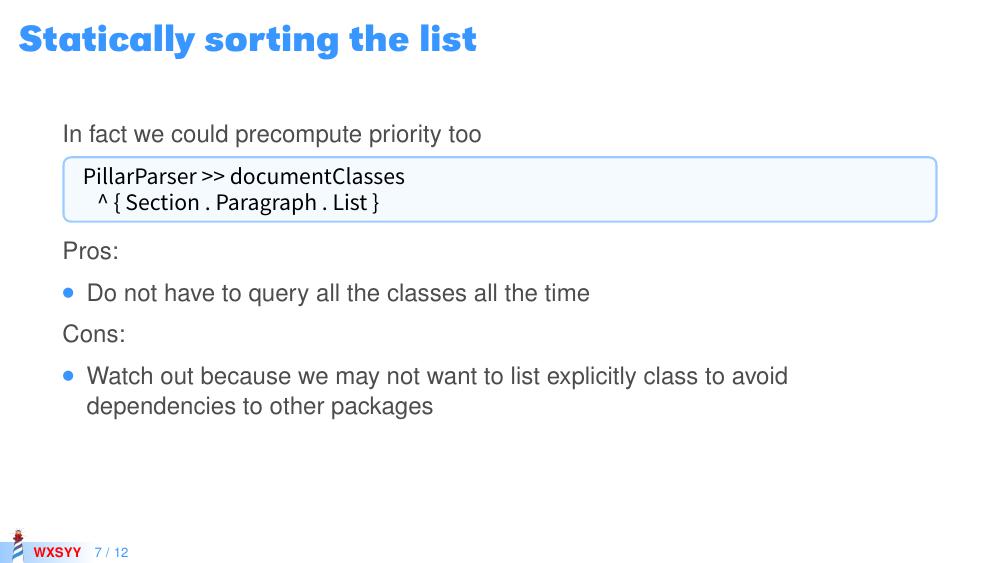 Statically sorting the list
In fact we could precompute priority too
PillarParser >> documentClasses
^ { Section . Paragraph . List }
Pros:
• Do not have to query all the classes all the time
Cons:
• Watch out because we may not want to list explicitly class to avoid
dependencies to other packages
WXSYY 7 / 12